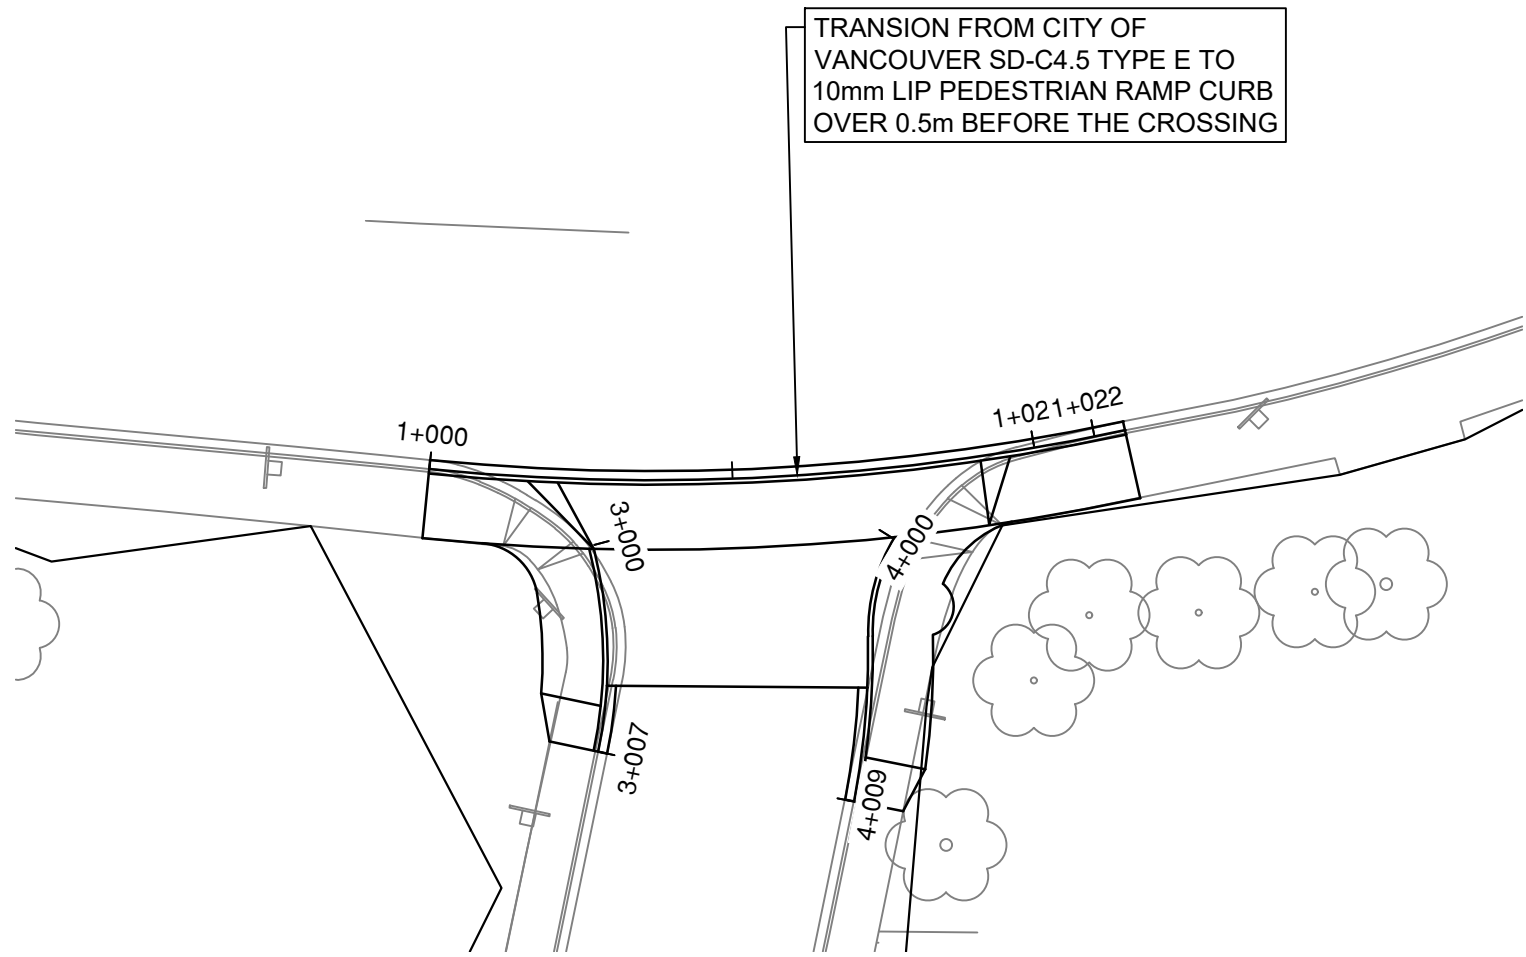 TRANSION FROM CITY OF
VANCOUVER SD-C4.5 TYPE E TO
10mm LIP PEDESTRIAN RAMP CURB
OVER 0.5m BEFORE THE CROSSING
1+000
1+021
1+022
3+000
4+000
3+007
4+009